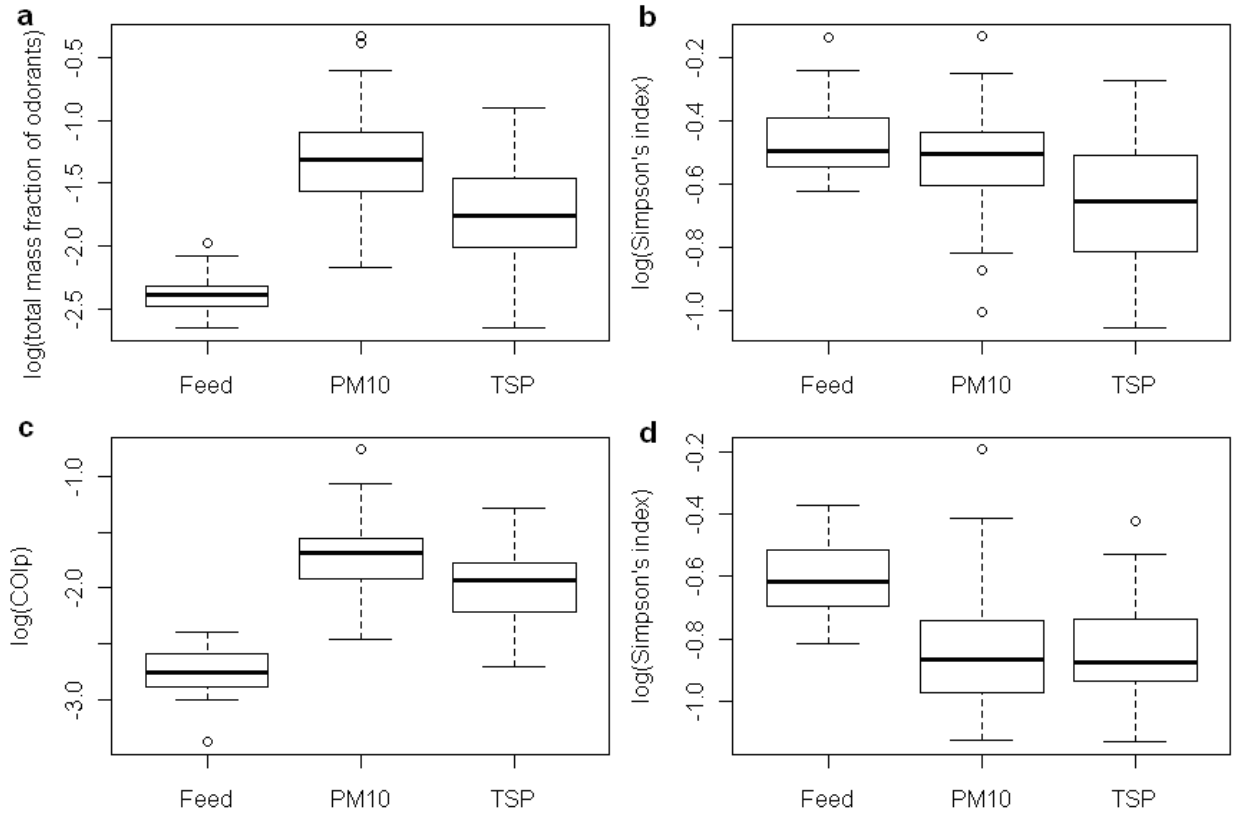 a
log(total mass fraction of odorants)
-0.5
-1.0
-1.5
-2.0
-2.5
Feed PM10 TSP
b
log(Simpson's index)
-0.2
-0.4
-0.6
-0.8
-1.0
Feed PM10 TSP
c
log(COIp)
-1.0
-2.0
-3.0
Feed PM10 TSP
d
log(Simpson's index)
-0.2
-0.4
-0.6
-0.8
-1.0
Feed PM10 TSP